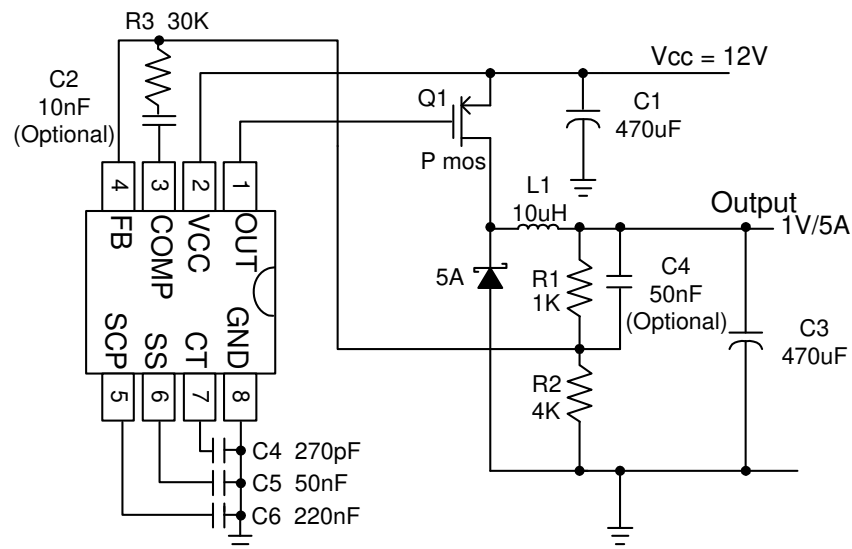 R3 30K
C2
10nF
(Optional)
Vcc = 12V
Q1
P mos
C1
470uF
4
3
2
1
FB
COMP
VCC
OUT
L1
10uH
Output
1V/5A
5A
R1
1K
C4
50nF
(Optional)
C3
470uF
SCP
SS
CT
GND
R2
4K
5
6
7
8
C4 270pF
C5 50nF
C6 220nF